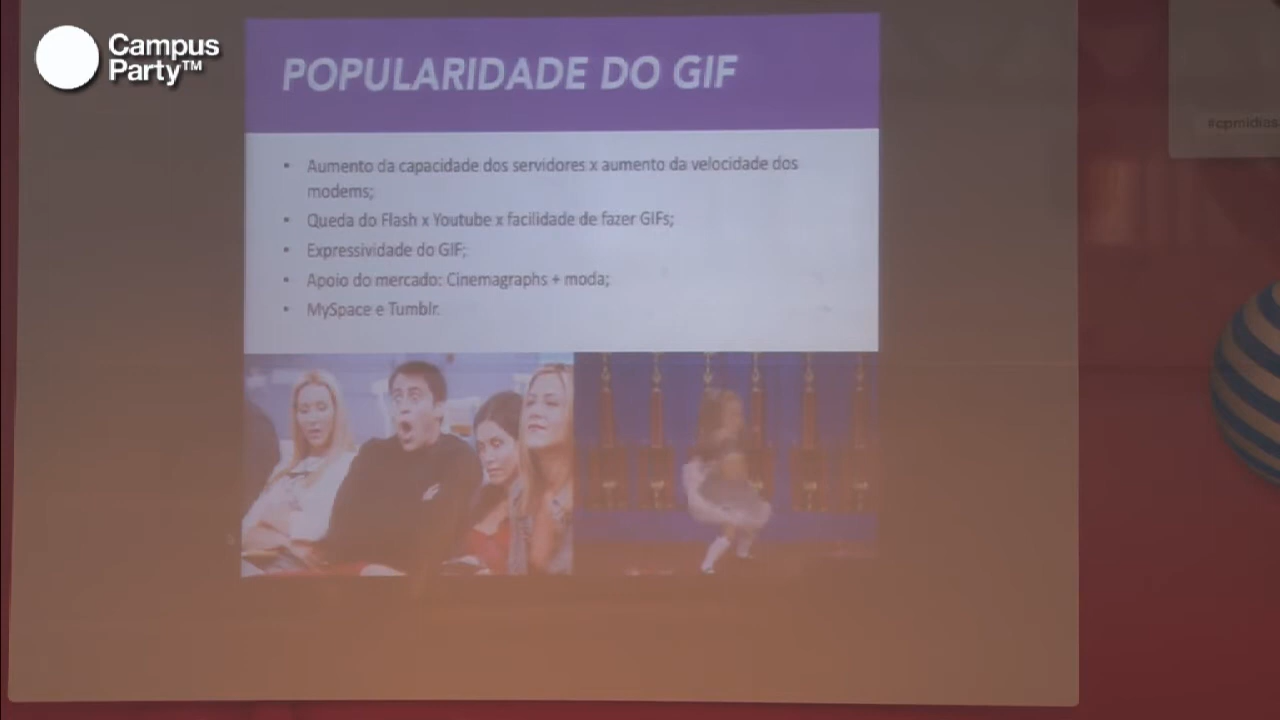 Campus
Party™
POPULARIDADE DO GIF
#cpmidias
• Aumento da capacidade dos servidores x aumento da velocidade dos
modems;
• Queda do Flash x Youtube x facilidade de fazer GIFs;
• Expressividade do GIF;
• Apoio do mercado: Cinemagraphs + moda;
• MySpace e Tumblr.